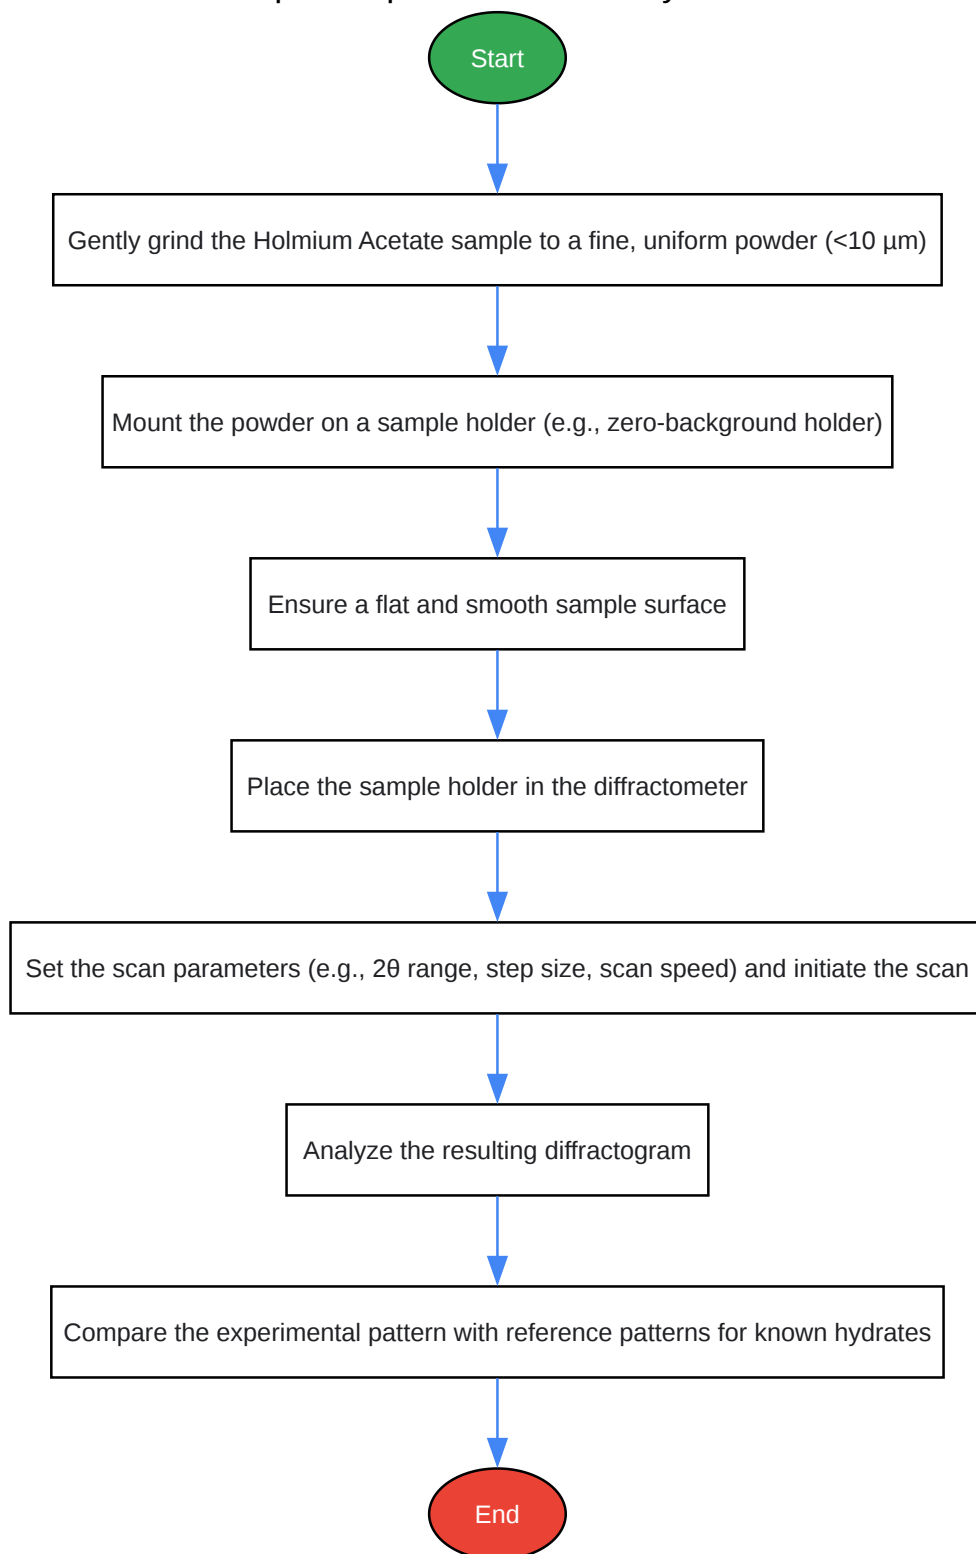 Start
Gently grind the Holmium Acetate sample to a fine, uniform powder (<10 µm)
Mount the powder on a sample holder (e.g., zero-background holder)
Ensure a flat and smooth sample surface
Place the sample holder in the diffractometer
Set the scan parameters (e.g., 2θ range, step size, scan speed) and initiate the scan
Analyze the resulting diffractogram
Compare the experimental pattern with reference patterns for known hydrates
End